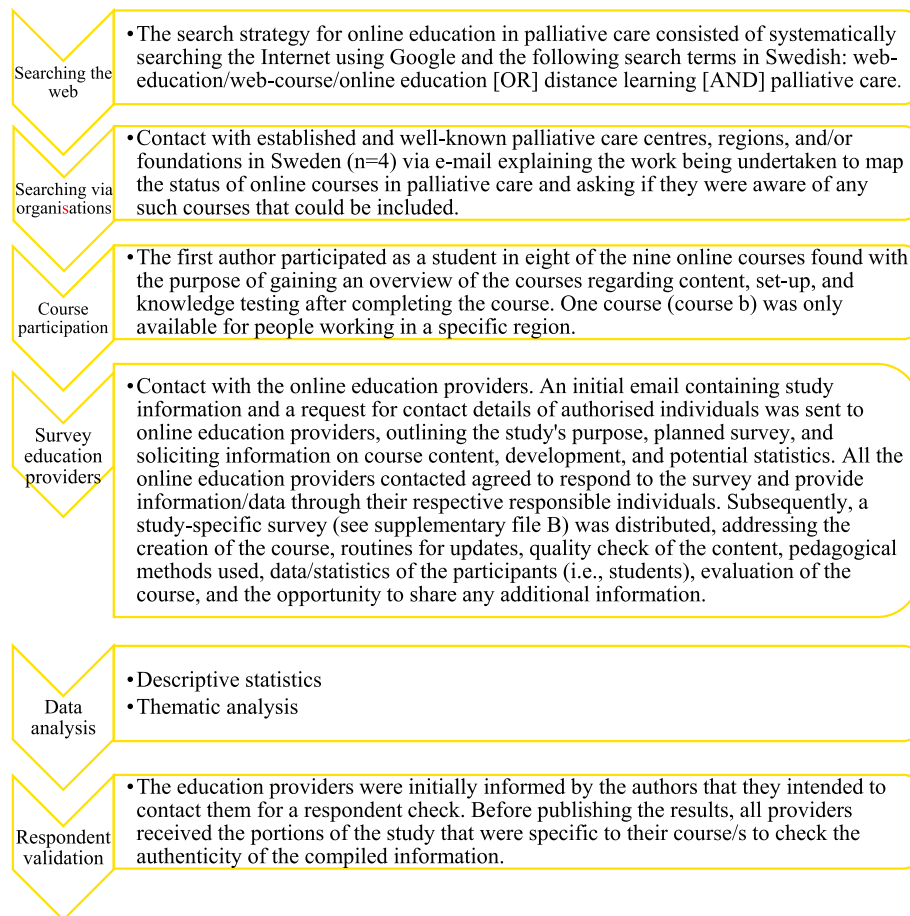 Searching the
web
•The search strategy for online education in palliative care consisted of systematically
searching the Internet using Google and the following search terms in Swedish: web-
education/web-course/online education [OR] distance learning [AND] palliative care.
Searching via
organisations
•Contact with established and well-known palliative care centres, regions, and/or
foundations in Sweden (n=4) via e-mail explaining the work being undertaken to map
the status of online courses in palliative care and asking if they were aware of any
such courses that could be included.
Course
participation
•The first author participated as a student in eight of the nine online courses found with
the purpose of gaining an overview of the courses regarding content, set-up, and
knowledge testing after completing the course. One course (course b) was only
available for people working in a specific region.
Survey
education
providers
•Contact with the online education providers. An initial email containing study
information and a request for contact details of authorised individuals was sent to
online education providers, outlining the study's purpose, planned survey, and
soliciting information on course content, development, and potential statistics. All the
online education providers contacted agreed to respond to the survey and provide
information/data through their respective responsible individuals. Subsequently, a
study-specific survey (see supplementary file B) was distributed, addressing the
creation of the course, routines for updates, quality check of the content, pedagogical
methods used, data/statistics of the participants (i.e., students), evaluation of the
course, and the opportunity to share any additional information.
Data
analysis
•Descriptive statistics
•Thematic analysis
Respondent
validation
•The education providers were initially informed by the authors that they intended to
contact them for a respondent check. Before publishing the results, all providers
received the portions of the study that were specific to their course/s to check the
authenticity of the compiled information.